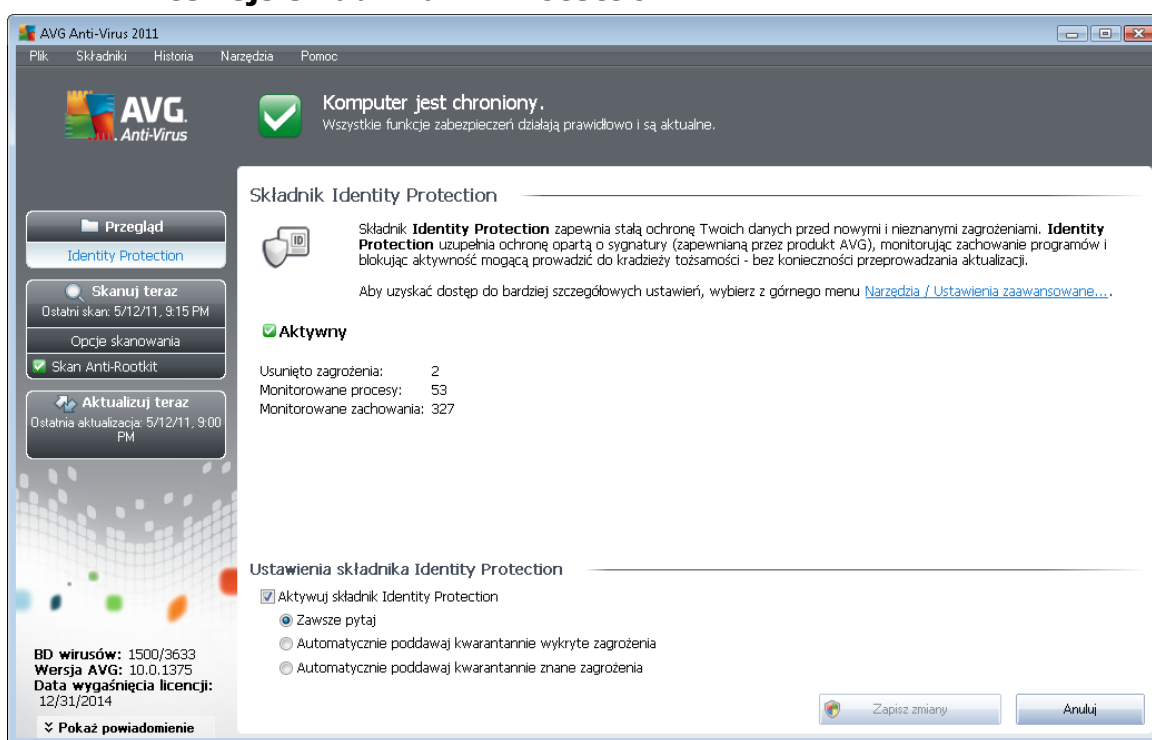 AVG Anti-Virus 2011
Plik Składniki Historia Narzędzia Pomoc
AVG.
Anti-Virus
Komputer jest chroniony.
Wszystkie funkcje zabezpieczeń działają prawidłowo i są aktualne.
Przegląd
Identity Protection
Skanuj teraz
Ostatni skan: 5/12/11, 9:15 PM
Opcje skanowania
Skan Anti-Rootkit
Aktualizuj teraz
Ostatnia aktualizacja: 5/12/11, 9:00
PM
BD wirusów: 1500/3633
Wersja AVG: 10.0.1375
Data wygaśnięcia licencji:
12/31/2014
Pokaż powiadomienie
Składnik Identity Protection
ID
Składnik Identity Protection zapewnia stałą ochronę Twoich danych przed nowymi i nieznanymi zagrożeniami. Identity
Protection uzupełnia ochronę opartą o sygnatury (zapewnianą przez produkt AVG), monitorując zachowanie programów i
blokując aktywność mogącą prowadzić do kradzieży tożsamości - bez konieczności przeprowadzania aktualizacji.
Aby uzyskać dostęp do bardziej szczegółowych ustawień, wybierz z górnego menu Narzędzia / Ustawienia zaawansowane....
Aktywny
Usunięto zagrożenia: 2
Monitorowane procesy: 53
Monitorowane zachowania: 327
Ustawienia składnika Identity Protection
Aktywuj składnik Identity Protection
Zawsze pytaj
Automatycznie poddawaj kwarantannie wykryte zagrożenia
Automatycznie poddawaj kwarantannie znane zagrożenia
Zapisz zmiany
Anuluj